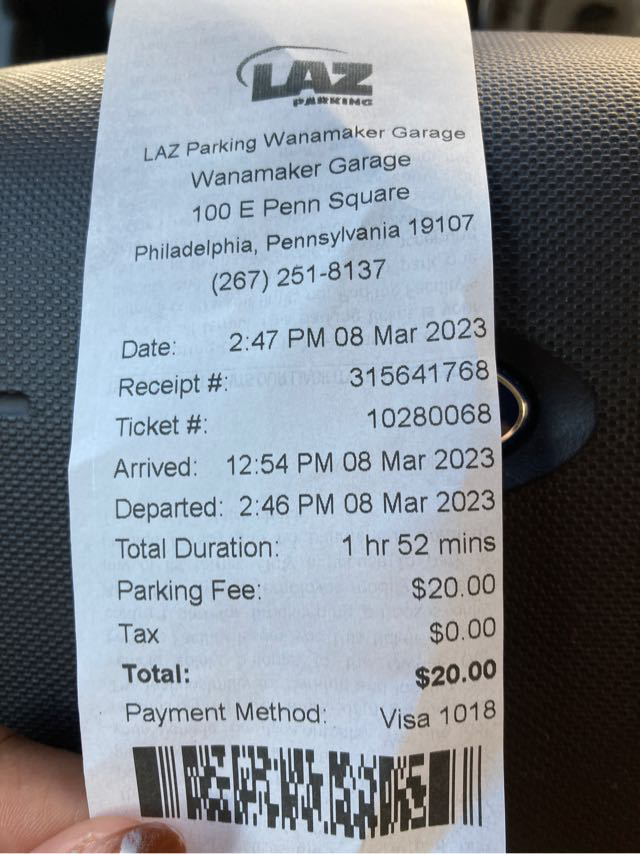 LAZ
PARKING
LAZ Parking Wanamaker Garage
Wanamaker Garage
100 E Penn Square
Philadelphia, Pennsylvania 19107
(267) 251-8137
Date: 2:47 PM 08 Mar 2023
Receipt #: 315641768
Ticket #: 10280068
Arrived: 12:54 PM 08 Mar 2023
Departed: 2:46 PM 08 Mar 2023
Total Duration: 1 hr 52 mins
Parking Fee: $20.00
Tax $0.00
Total: $20.00
Payment Method: Visa 1018